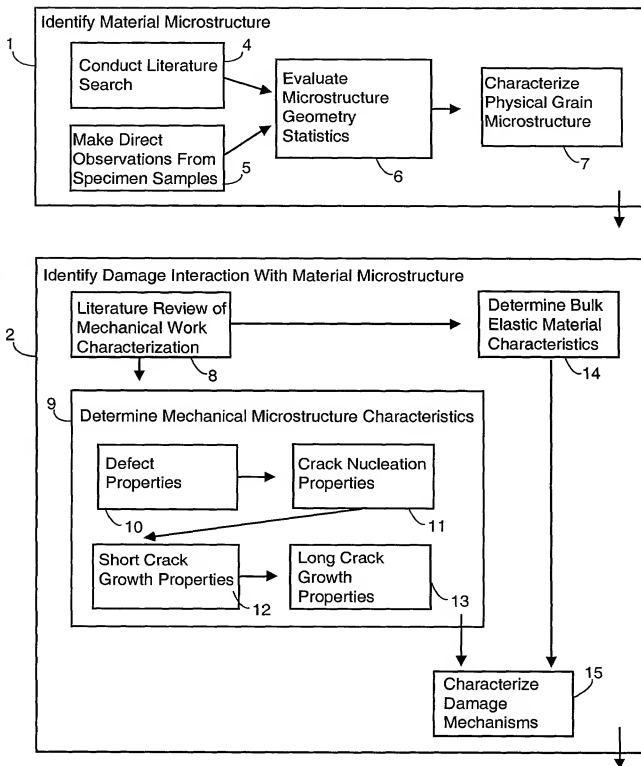 Identify Material Microstructure
1
4
Conduct Literature
Search
Make Direct
Observations From
Specimen Samples
5
Evaluate
Microstructure
Geometry
Statistics
6
Characterize
Physical Grain
Microstructure
7
Identify Damage Interaction With Material Microstructure
2
Literature Review of
Mechanical Work
Characterization
8
Determine Bulk
Elastic Material
Characteristics
14
9
Determine Mechanical Microstructure Characteristics
Defect
Properties
10
Crack Nucleation
Properties
11
Short Crack
Growth Properties
12
Long Crack
Growth
Properties
13
Characterize
Damage
Mechanisms
15